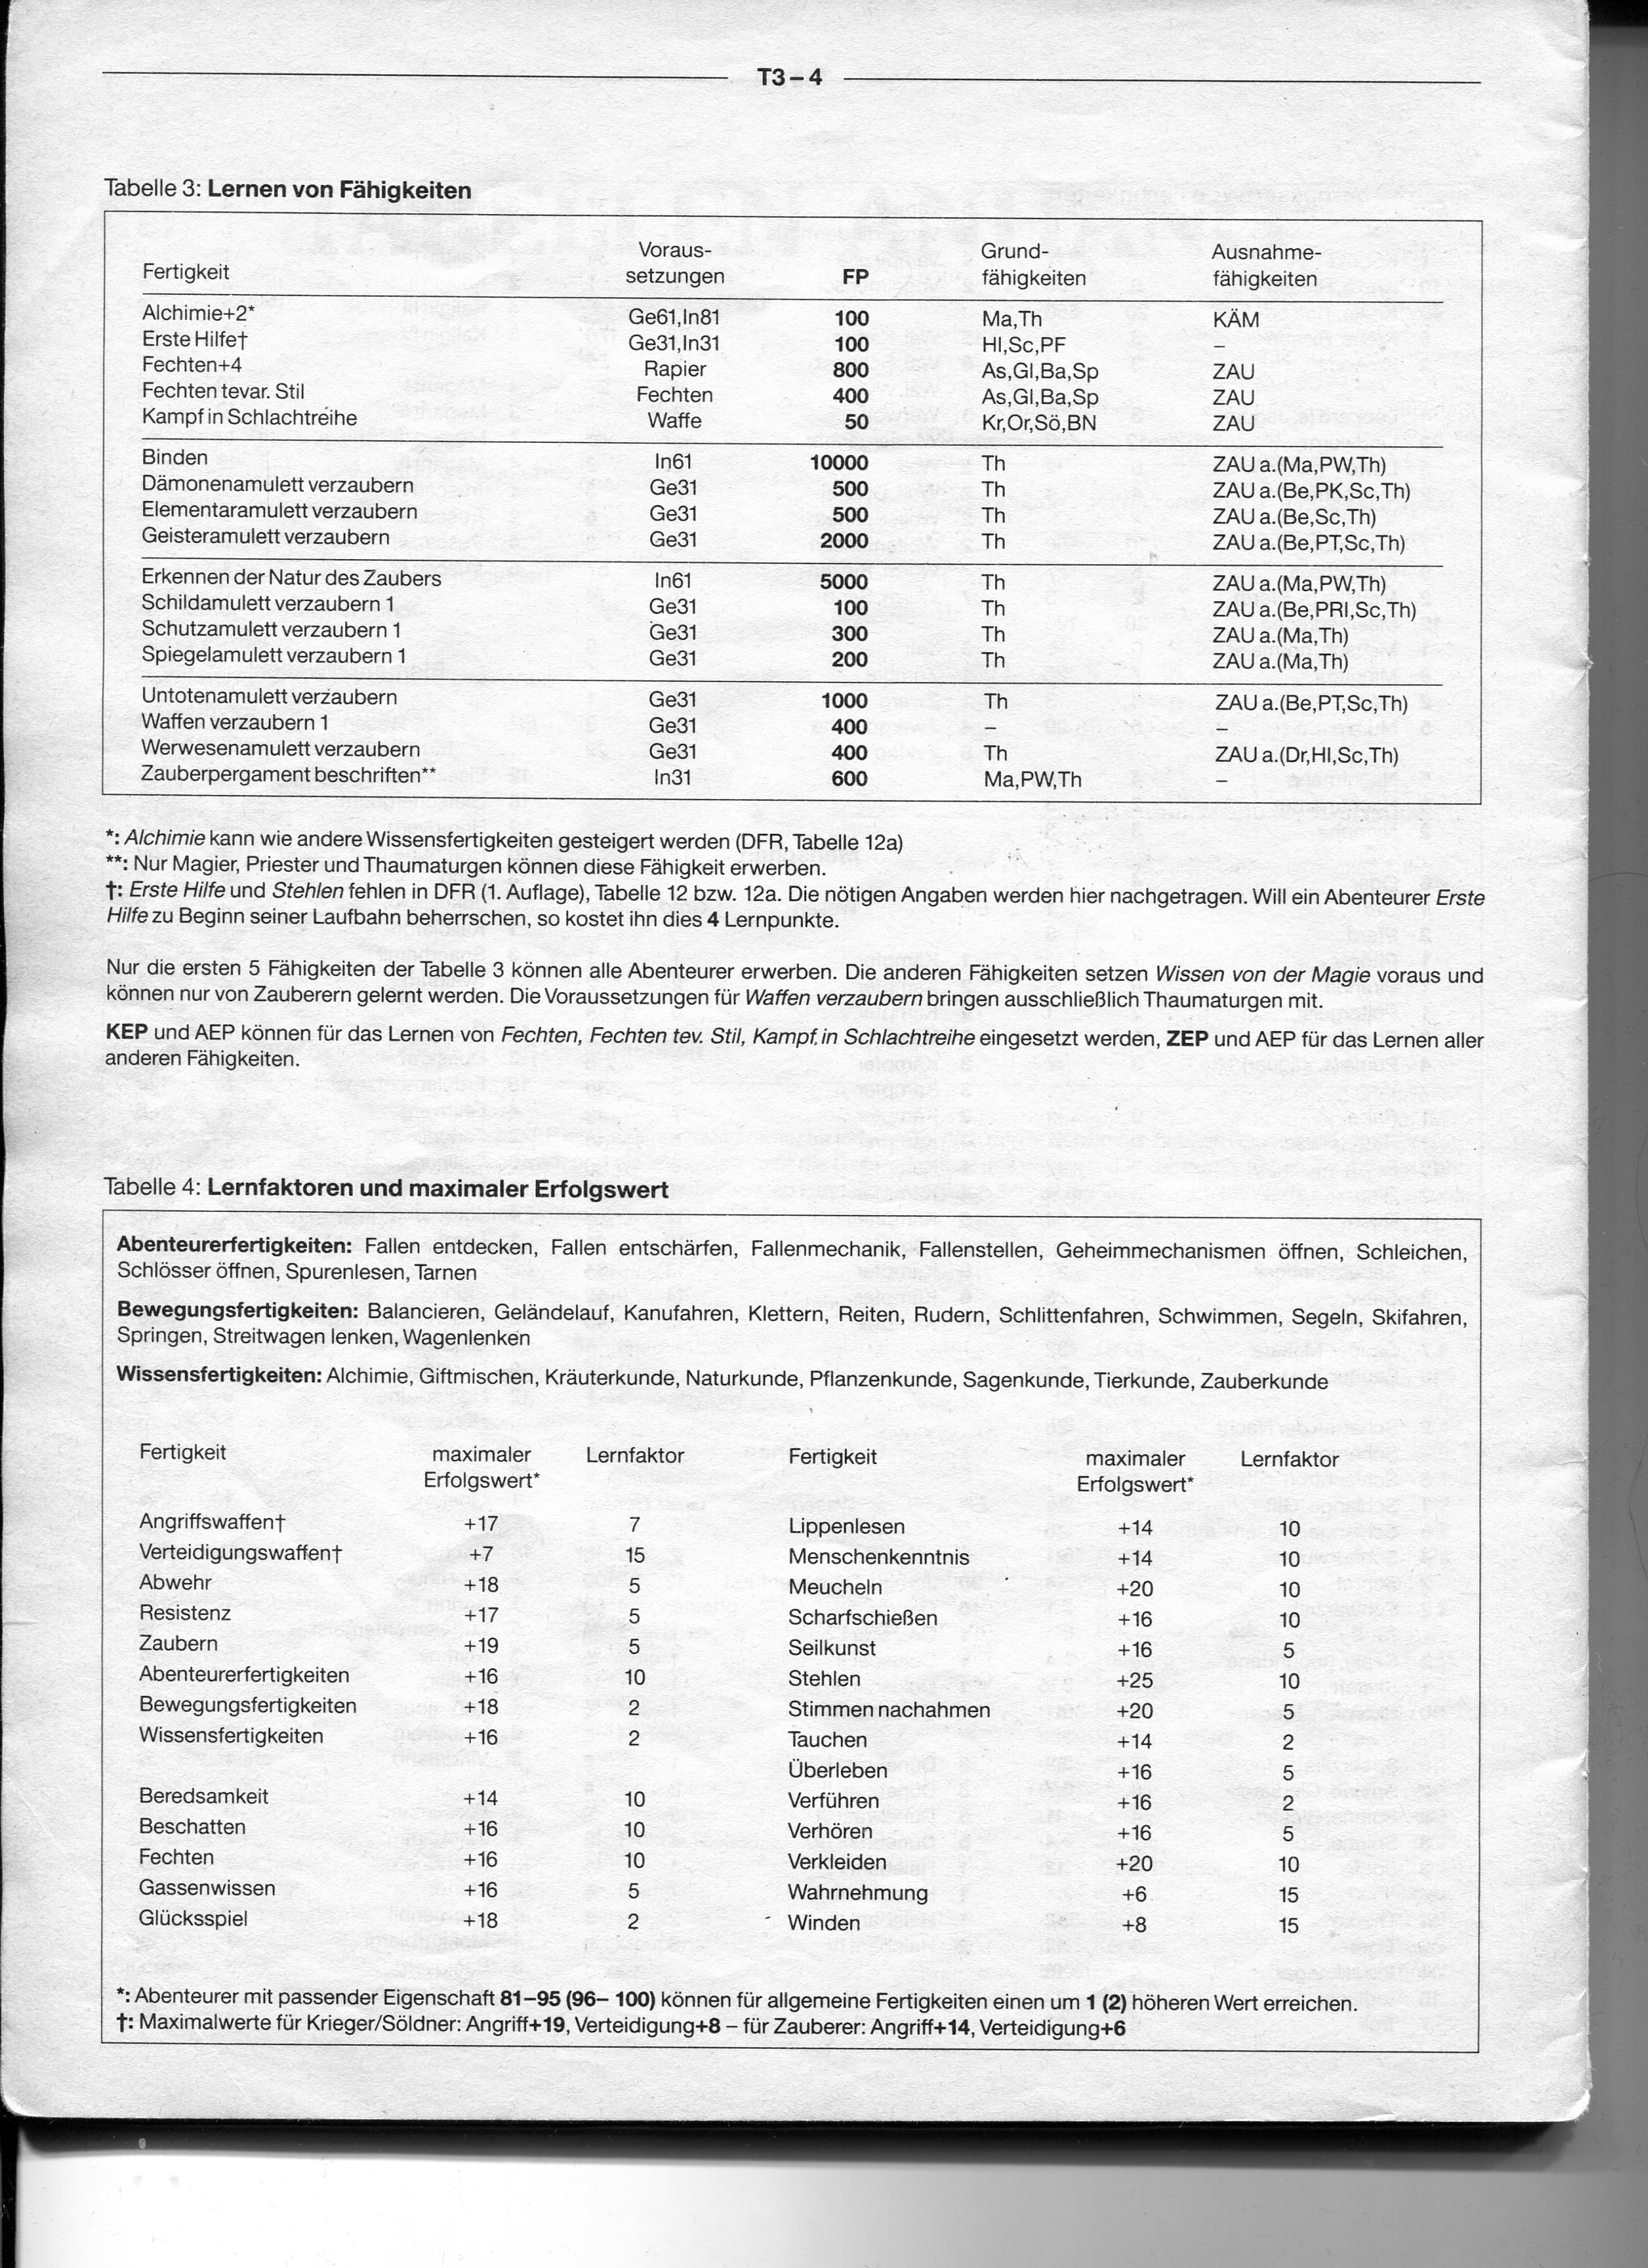 T3–4
Tabelle 3: Lernen von Fähigkeiten
Fertigkeit Voraus-setzungen FP Grund-fähigkeiten Ausnahme-fähigkeiten
Alchimie+2* Ge61,In81 100 Ma,Th KÄM
Erste Hilfe† Ge31,In31 100 Hl,Sc,PF –
Fechten+4 Rapier 800 As,Gl,Ba,Sp ZAU
Fechten tevar. Stil Fechten 400 As,Gl,Ba,Sp ZAU
Kampf in Schlachtreihe Waffe 50 Kr,Or,Sö,BN ZAU
Binden In61 10000 Th ZAU a.(Ma,PW,Th)
Dämonenamulett verzaubern Ge31 500 Th ZAU a.(Be,PK,Sc,Th)
Elementaramulett verzaubern Ge31 500 Th ZAU a.(Be,Sc,Th)
Geisteramulett verzaubern Ge31 2000 Th ZAU a.(Be,PT,Sc,Th)
Erkennen der Natur des Zaubers In61 5000 Th ZAU a.(Ma,PW,Th)
Schildamulett verzaubern 1 Ge31 100 Th ZAU a.(Be,PRI,Sc,Th)
Schutzamulett verzaubern 1 Ge31 300 Th ZAU a.(Ma,Th)
Spiegelamulett verzaubern 1 Ge31 200 Th ZAU a.(Ma,Th)
Untotenamulett verzaubern Ge31 1000 Th ZAU a.(Be,PT,Sc,Th)
Waffen verzaubern 1 Ge31 400 – –
Werwesenamulett verzaubern Ge31 400 Th ZAU a.(Dr,Hl,Sc,Th)
Zauberpergament beschriften** In31 600 Ma,PW,Th –
*: Alchimie kann wie andere Wissensfertigkeiten gesteigert werden (DFR, Tabelle 12a)
**: Nur Magier, Priester und Thaumaturgen können diese Fähigkeit erwerben.
†: Erste Hilfe und Stehlen fehlen in DFR (1. Auflage), Tabelle 12 bzw. 12a. Die nötigen Angaben werden hier nachgetragen. Will ein Abenteurer Erste
Hilfe zu Beginn seiner Laufbahn beherrschen, so kostet ihn dies 4 Lernpunkte.
Nur die ersten 5 Fähigkeiten der Tabelle 3 können alle Abenteurer erwerben. Die anderen Fähigkeiten setzen Wissen von der Magie voraus und
können nur von Zauberern gelernt werden. Die Voraussetzungen für Waffen verzaubern bringen ausschließlich Thaumaturgen mit.
KEP und AEP können für das Lernen von Fechten, Fechten tev. Stil, Kampf in Schlachtreihe eingesetzt werden, ZEP und AEP für das Lernen aller
anderen Fähigkeiten.
Tabelle 4: Lernfaktoren und maximaler Erfolgswert
Abenteurerfertigkeiten: Fallen entdecken, Fallen entschärfen, Fallenmechanik, Fallenstellen, Geheimmechanismen öffnen, Schleichen,
Schlösser öffnen, Spurenlesen, Tarnen
Bewegungsfertigkeiten: Balancieren, Geländelauf, Kanufahren, Klettern, Reiten, Rudern, Schlittenfahren, Schwimmen, Segeln, Skifahren,
Springen, Streitwagen lenken, Wagenlenken
Wissensfertigkeiten: Alchimie, Giftmischen, Kräuterkunde, Naturkunde, Pflanzenkunde, Sagenkunde, Tierkunde, Zauberkunde
Fertigkeit maximaler Erfolgswert* Lernfaktor Fertigkeit maximaler Erfolgswert* Lernfaktor
Angriffswaffen† +17 7 Lippenlesen +14 10
Verteidigungswaffen† +7 15 Menschenkenntnis +14 10
Abwehr +18 5 Meucheln +20 10
Resistenz +17 5 Scharfschießen +16 10
Zaubern +19 5 Seilkunst +16 5
Abenteurerfertigkeiten +16 10 Stehlen +25 10
Bewegungsfertigkeiten +18 2 Stimmen nachahmen +20 5
Wissensfertigkeiten +16 2 Tauchen +14 2
Überleben +16 5
Beredsamkeit +14 10 Verführen +16 2
Beschatten +16 10 Verhören +16 5
Fechten +16 10 Verkleiden +20 10
Gassenwissen +16 5 Wahrnehmung +6 15
Glücksspiel +18 2 Winden +8 15
*: Abenteurer mit passender Eigenschaft 81–95 (96– 100) können für allgemeine Fertigkeiten einen um 1 (2) höheren Wert erreichen.
†: Maximalwerte für Krieger/Söldner: Angriff+19, Verteidigung+8 – für Zauberer: Angriff+14, Verteidigung+6